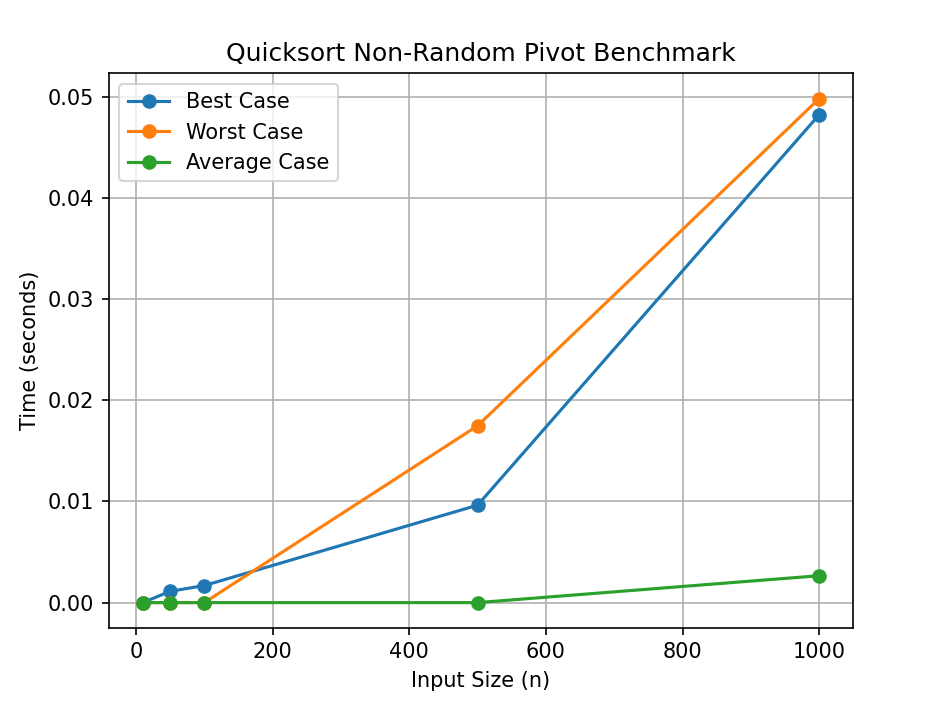 Quicksort Non-Random Pivot Benchmark
Best Case
Worst Case
Average Case
Time (seconds)
0.05
0.04
0.03
0.02
0.01
0.00
0
200
400
600
800
1000
Input Size (n)